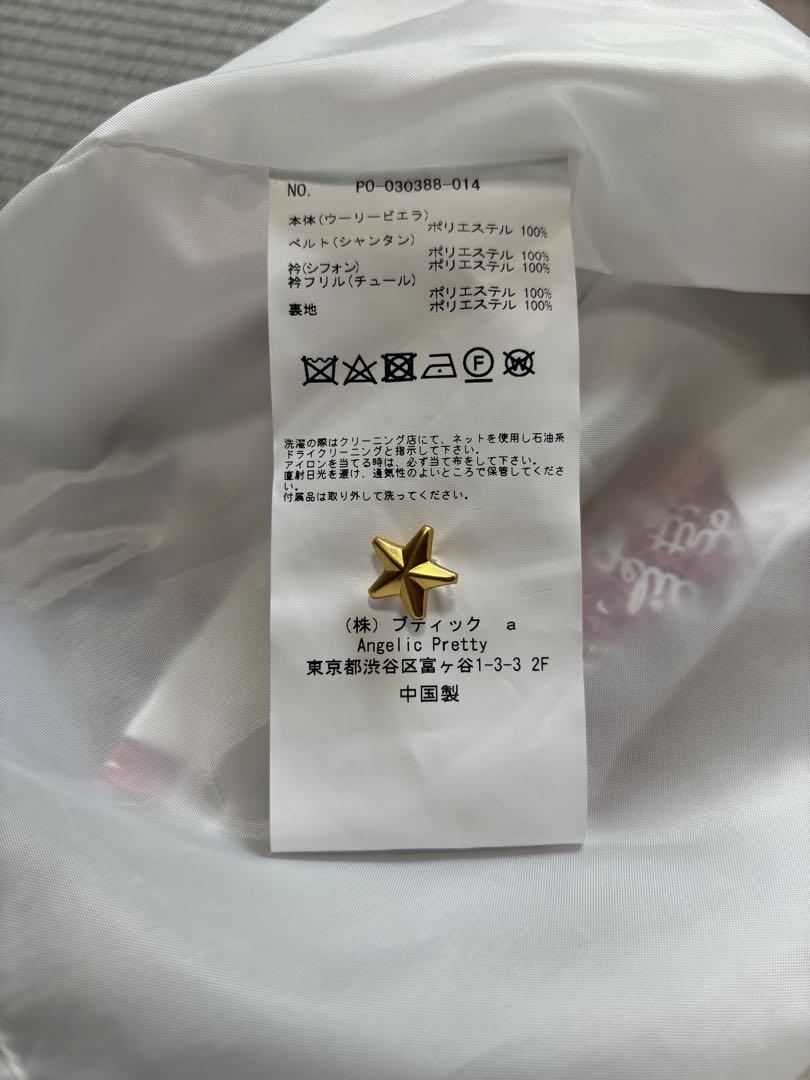 NO. PO-030388-014
本体(ウーリービエラ)
ポリエステル 100%
ベルト(シャンタン)
ポリエステル 100%
衿(シフォン)
ポリエステル 100%
衿フリル(チュール)
ポリエステル 100%
裏地 ポリエステル 100%
F
W
洗濯の際はクリーニング店にて、ネットを使用し石油系
ドライクリーニングと指示して下さい。
アイロンを当てる時は、必ず当て布をして下さい。
直射日光を避け、通気性のよいところで保管してくださ
い。
付属品は取り外して洗ってください。
(株) ブティック a
Angelic Pretty
東京都渋谷区富ヶ谷1-3-3 2F
中国製